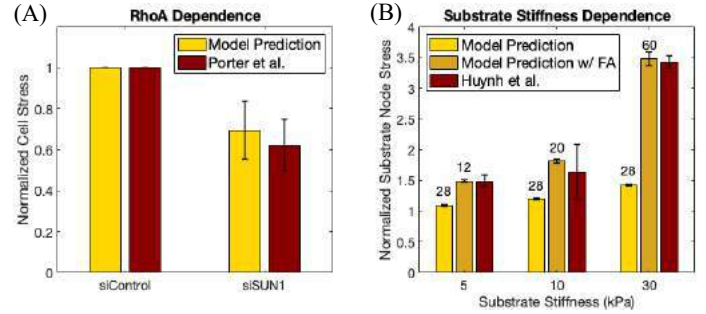 (A)
RhoA Dependence
Normalized Cell Stress
1
0.8
0.6
0.4
0.2
0
Model Prediction
Porter et al.
siControl
siSUN1
(B)
Substrate Stiffness Dependence
Normalized Substrate Node Stress
4
3.5
3
2.5
2
1.5
1
0.5
0
Model Prediction
Model Prediction w/ FA
Huynh et al.
28
12
28
20
28
60
5
10
30
Substrate Stiffness (kPa)